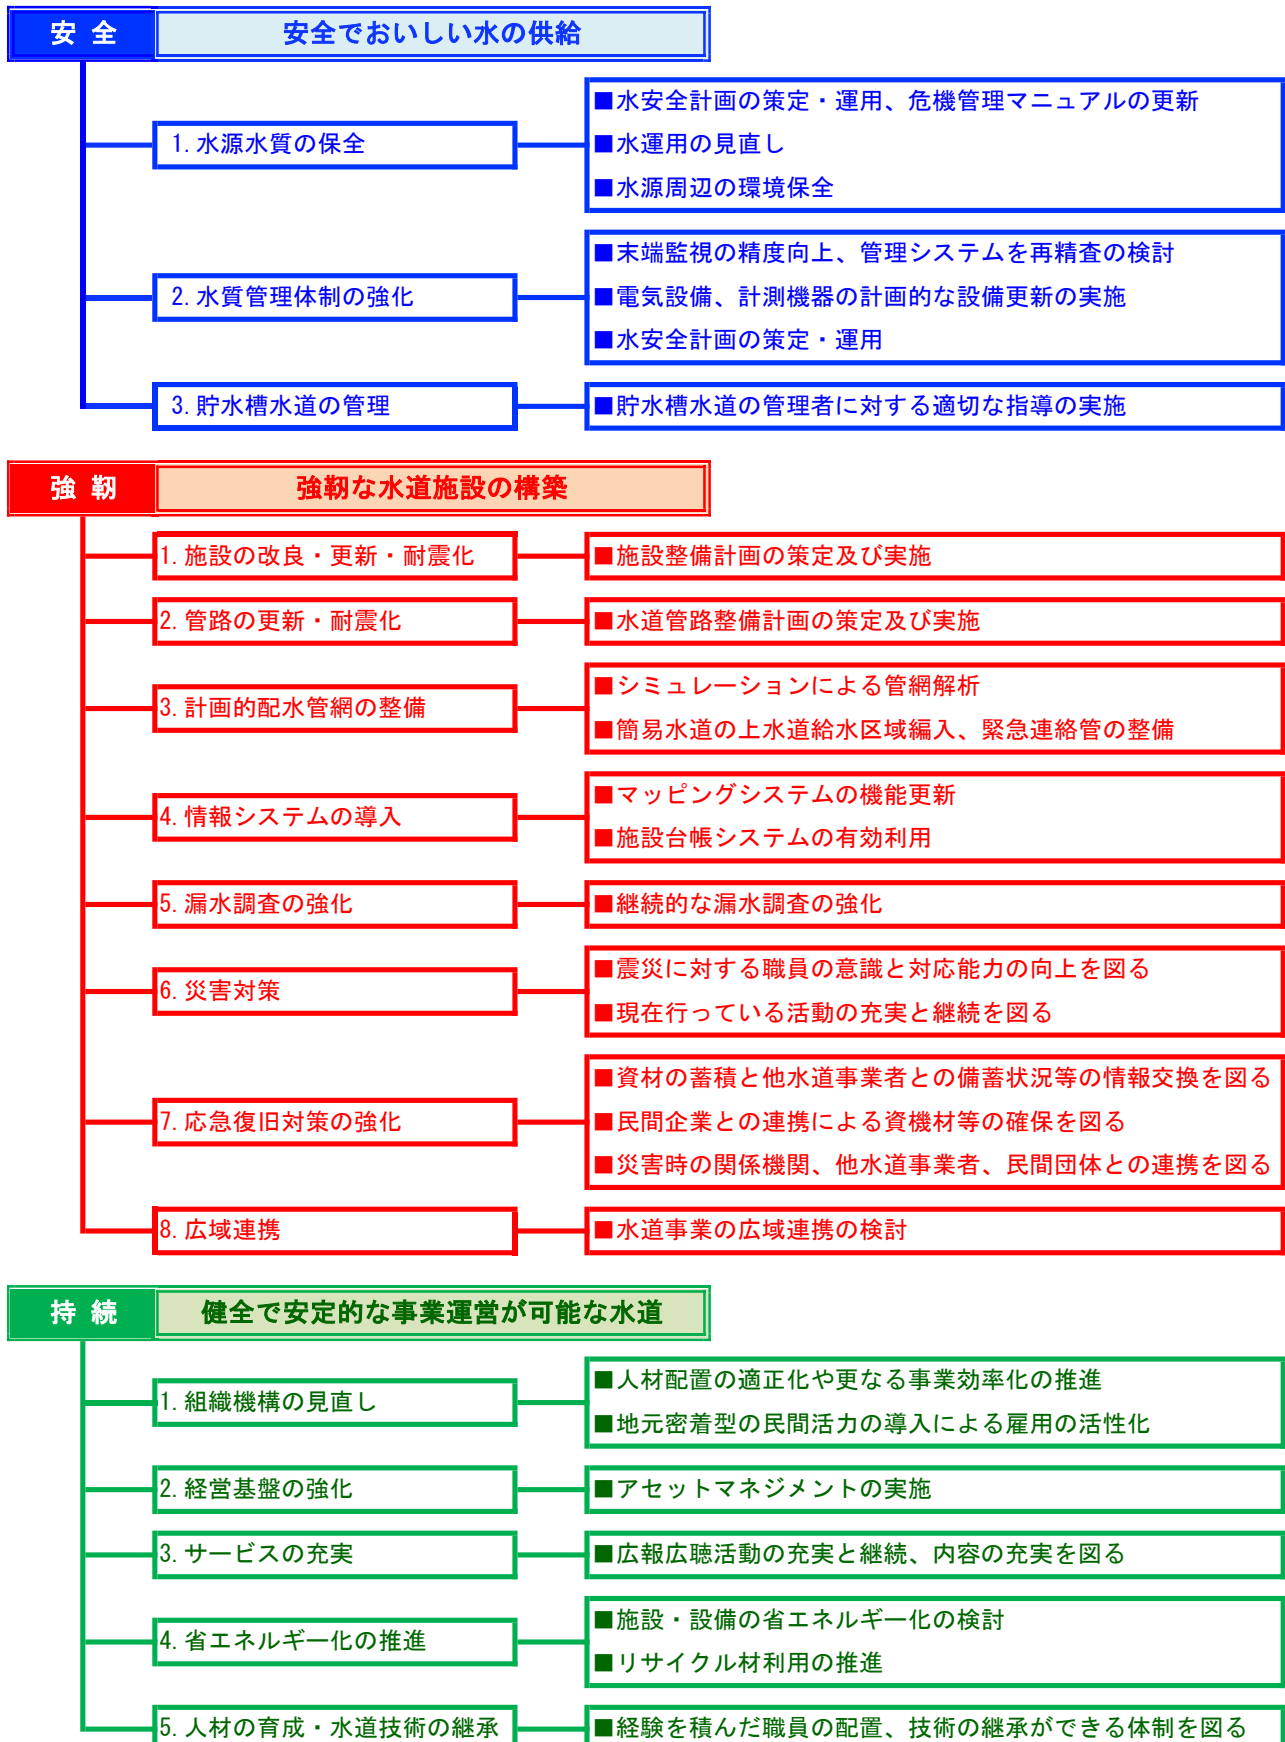 安 全 安全でおいしい水の供給
1. 水源水質の保全
■水安全計画の策定・運用、危機管理マニュアルの更新
■水運用の見直し
■水源周辺の環境保全
2. 水質管理体制の強化
■末端監視の精度向上、管理システムを再精査の検討
■電気設備、計測機器の計画的な設備更新の実施
■水安全計画の策定・運用
3. 貯水槽水道の管理
■貯水槽水道の管理者に対する適切な指導の実施
強 靭 強靭な水道施設の構築
1. 施設の改良・更新・耐震化
■施設整備計画の策定及び実施
2. 管路の更新・耐震化
■水道管路整備計画の策定及び実施
3. 計画的配水管網の整備
■シミュレーションによる管網解析
■簡易水道の上水道給水区域編入、緊急連絡管の整備
4. 情報システムの導入
■マッピングシステムの機能更新
■施設台帳システムの有効利用
5. 漏水調査の強化
■継続的な漏水調査の強化
6. 災害対策
■震災に対する職員の意識と対応能力の向上を図る
■現在行っている活動の充実と継続を図る
7. 応急復旧対策の強化
■資材の蓄積と他水道事業者との備蓄状況等の情報交換を図る
■民間企業との連携による資機材等の確保を図る
■災害時の関係機関、他水道事業者、民間団体との連携を図る
8. 広域連携
■水道事業の広域連携の検討
持 続 健全で安定的な事業運営が可能な水道
1. 組織機構の見直し
■人材配置の適正化や更なる事業効率化の推進
■地元密着型の民間活力の導入による雇用の活性化
2. 経営基盤の強化
■アセットマネジメントの実施
3. サービスの充実
■広報広聴活動の充実と継続、内容の充実を図る
4. 省エネルギー化の推進
■施設・設備の省エネルギー化の検討
■リサイクル材利用の推進
5. 人材の育成・水道技術の継承
■経験を積んだ職員の配置、技術の継承ができる体制を図る